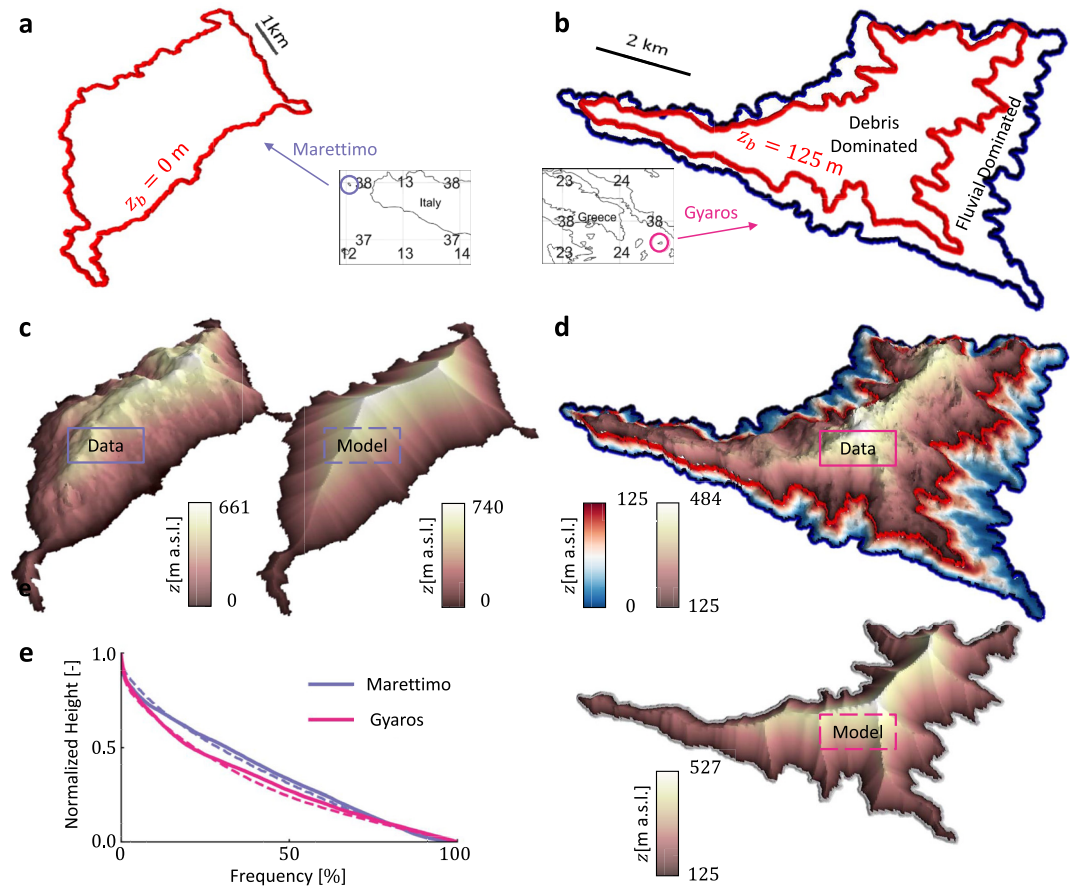 a
1km
z_b = 0 m
Marettimo
38
13
38
Italy
37
37
12
13
14
b
2 km
Debris
Dominated
z_b = 125 m
Fluvial Dominated
23
24
38
Greece
38
23
24
Gyaros
c
Data
Model
661
z[m a.s.l.]
0
740
z[m a.s.l.]
0
e
d
Data
125
z[m a.s.l.]
0
484
125
Model
527
z[m a.s.l.]
125
e
1.0
0.5
0.0
Normalized Height [-]
Marettimo
Gyaros
0
50
100
Frequency [%]